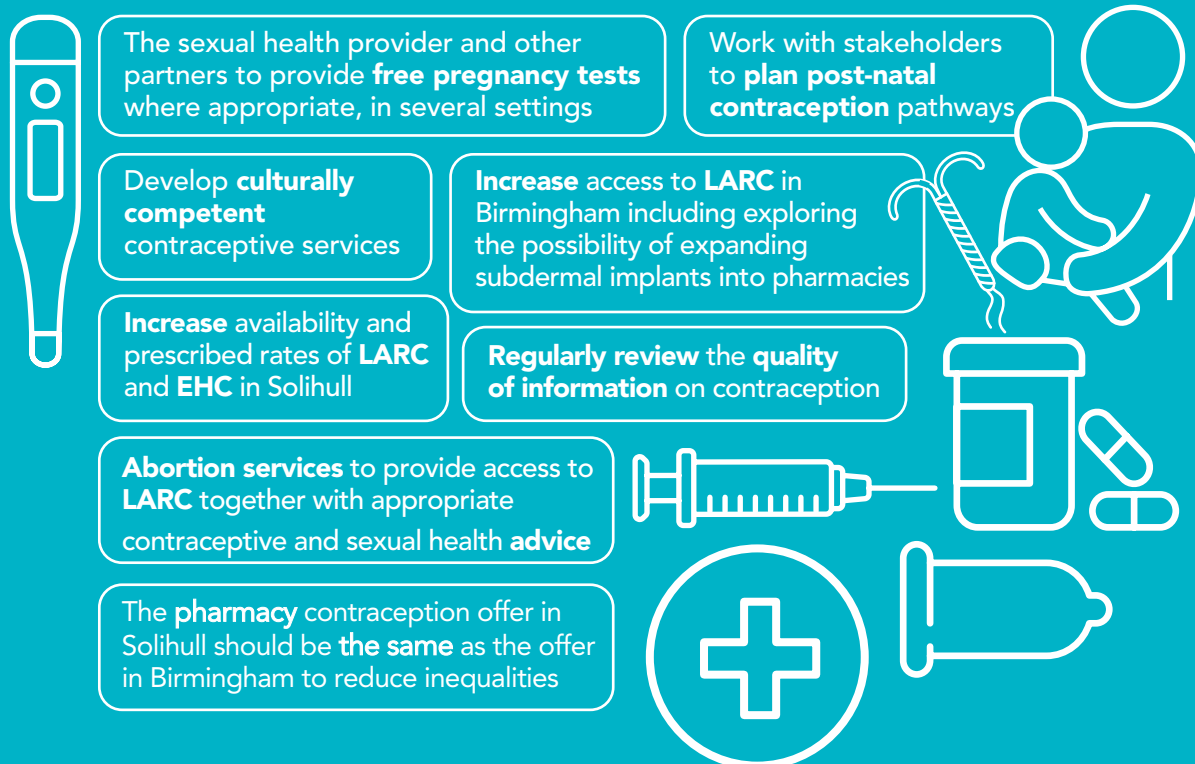 The sexual health provider and other
partners to provide free pregnancy tests
where appropriate, in several settings
Work with stakeholders
to plan post-natal
contraception pathways
Develop culturally
competent
contraceptive services
Increase access to LARC in
Birmingham including exploring
the possibility of expanding
subdermal implants into pharmacies
Increase availability and
prescribed rates of LARC
and EHC in Solihull
Regularly review the quality
of information on contraception
Abortion services to provide access to
LARC together with appropriate
contraceptive and sexual health advice
The pharmacy contraception offer in
Solihull should be the same as the offer
in Birmingham to reduce inequalities